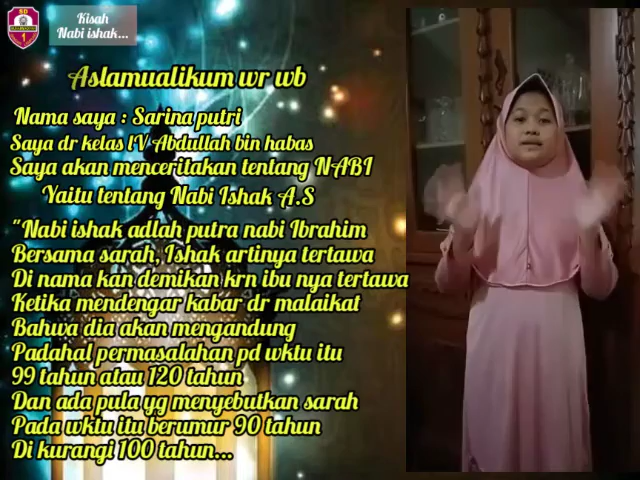 SD
1
Kisah
Nabi ishak...
Aslamualikum wr wb
Nama saya : Sarina putri
Saya dr kelas lV Abdullah bin habas
Saya akan menceritakan tentang NABI
Yaitu tentang Nabi Ishak A.S
"Nabi ishak adlah putra nabi Ibrahim
Bersama sarah, Ishak artinya tertawa
Di nama kan demikan krn ibu nya tertawa
Ketika mendengar kabar dr malaikat
Bahwa dia akan mengandung
Padahal permasalahan pd wktu itu
99 tahun atau 120 tahun
Dan ada pula yg menyebutkan sarah
Pada wktu itu berumur 90 tahun
Di kurangi 100 tahun...